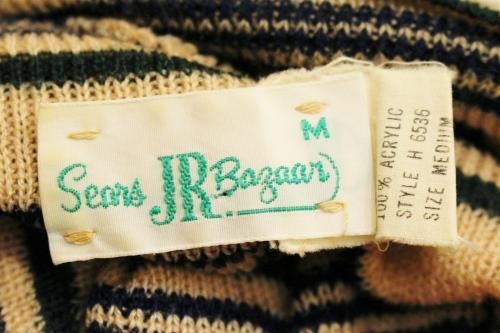 M
Sears JR. Bazaar
100% ACRYLIC
STYLE H 6536
SIZE MEDIUM